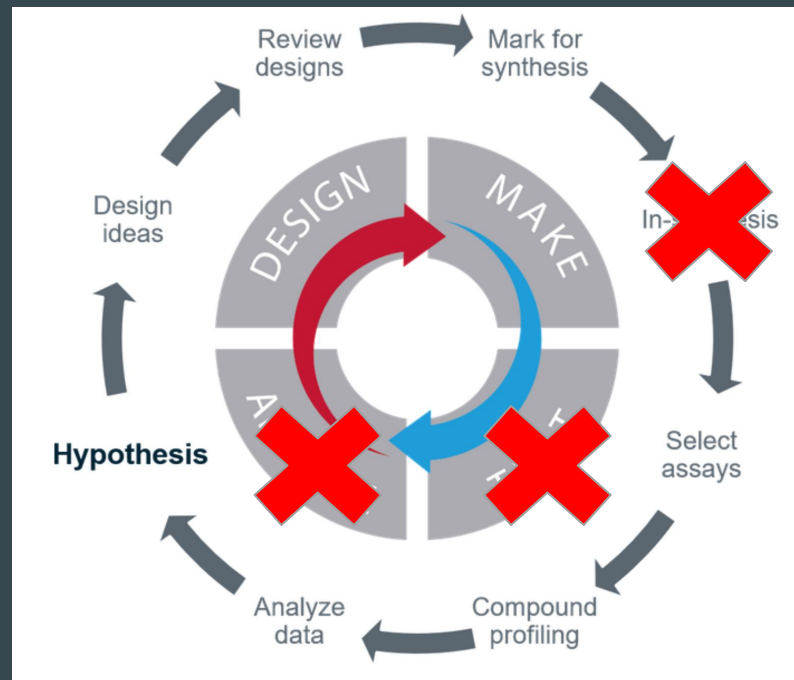 Review
designs
Mark for
synthesis
Design
ideas
DESIGN
MAKE
Hypothesis
Select
assays
Analyze
data
Compound
profiling